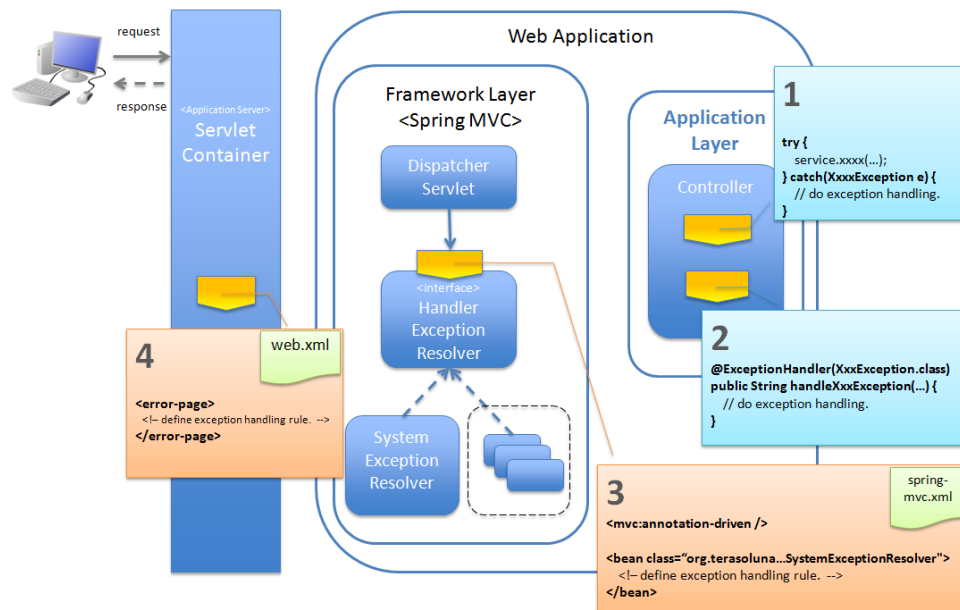 request
response
<Application Server>
Servlet
Container
Web Application
Framework Layer
<Spring MVC>
Dispatcher
Servlet
<interface>
Handler
Exception
Resolver
System
Exception
Resolver
Application
Layer
Controller
1
try {
service.xxxx(...);
} catch(XxxxException e) {
// do exception handling.
}
2
@ExceptionHandler(XxxException.class)
public String handleXxxException(...) {
// do exception handling.
}
3
spring-
mvc.xml
<mvc:annotation-driven />
<bean class=“org.terasoluna...SystemExceptionResolver">
<!– define exception handling rule. -->
</bean>
4
web.xml
<error-page>
<!– define exception handling rule. -->
</error-page>